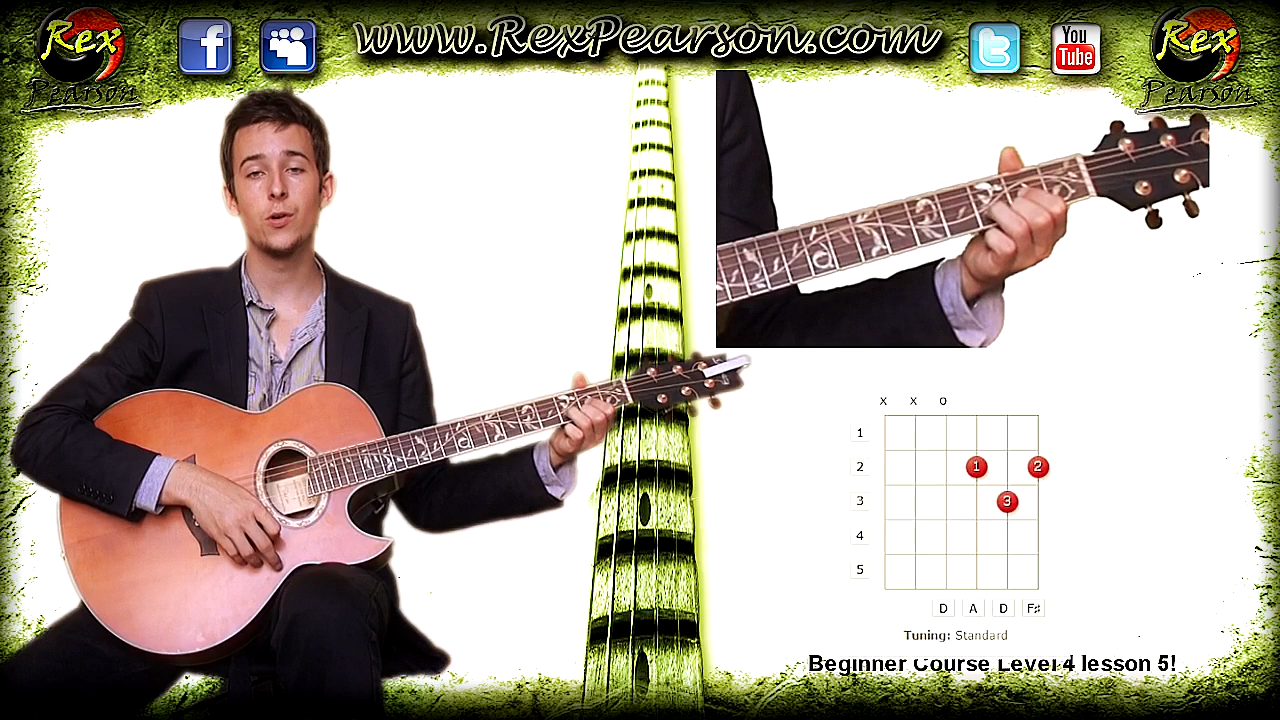 Rex
Pearson
f
www.RexPearson.com
t
You
Tube
Rex
Pearson
X X O
1
2
3
4
5
1 2
3
D A D F♯
Tuning: Standard
Beginner Course Level 4 lesson 5!